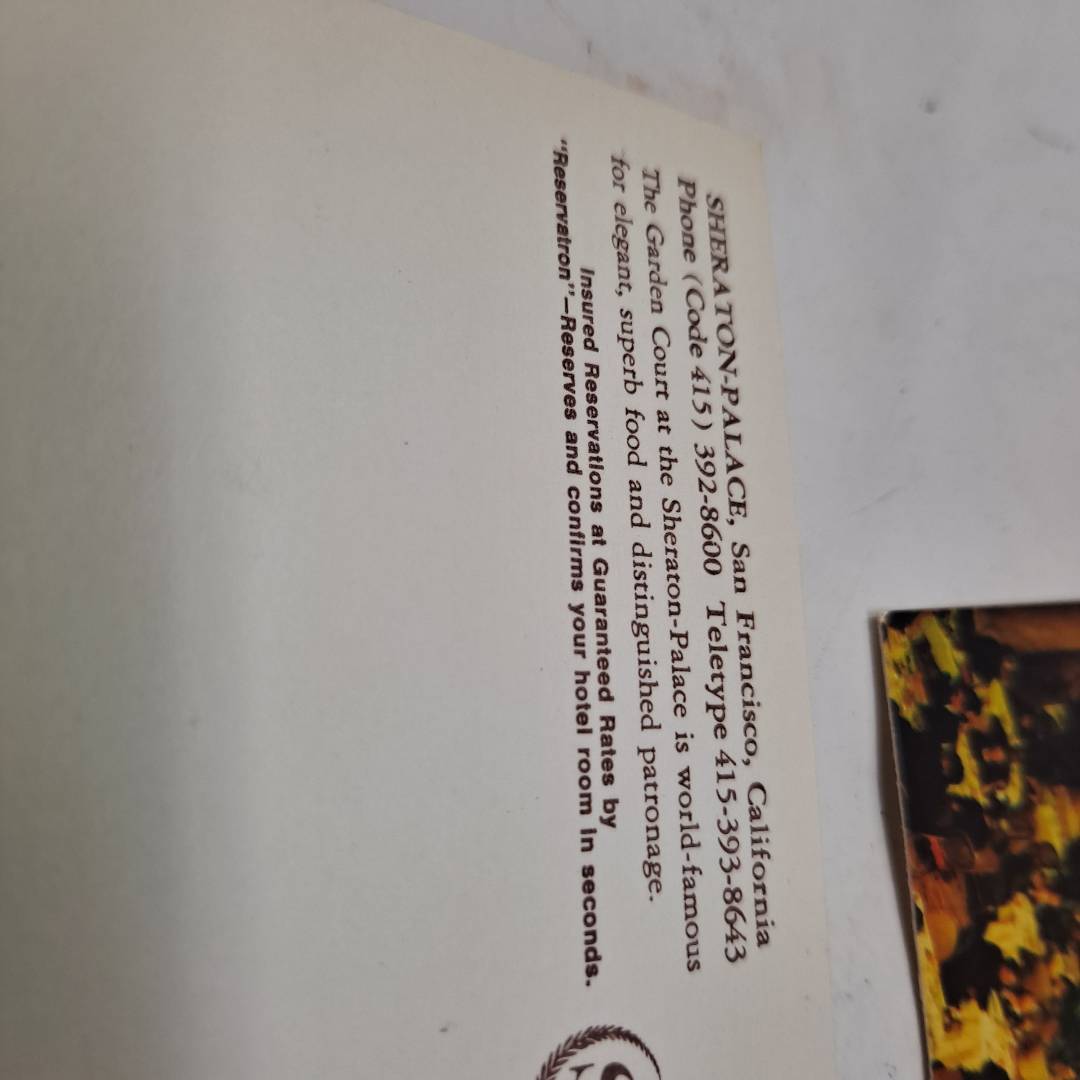 SHERATON-PALACE, San Francisco, California
Phone (Code 415) 392-8600 Teletype 415-393-8643
The Garden Court at the Sheraton-Palace is world-famous
for elegant, superb food and distinguished patronage.
Insured Reservations at Guaranteed Rates by
"Reservatron"—Reserves and confirms your hotel room in seconds.